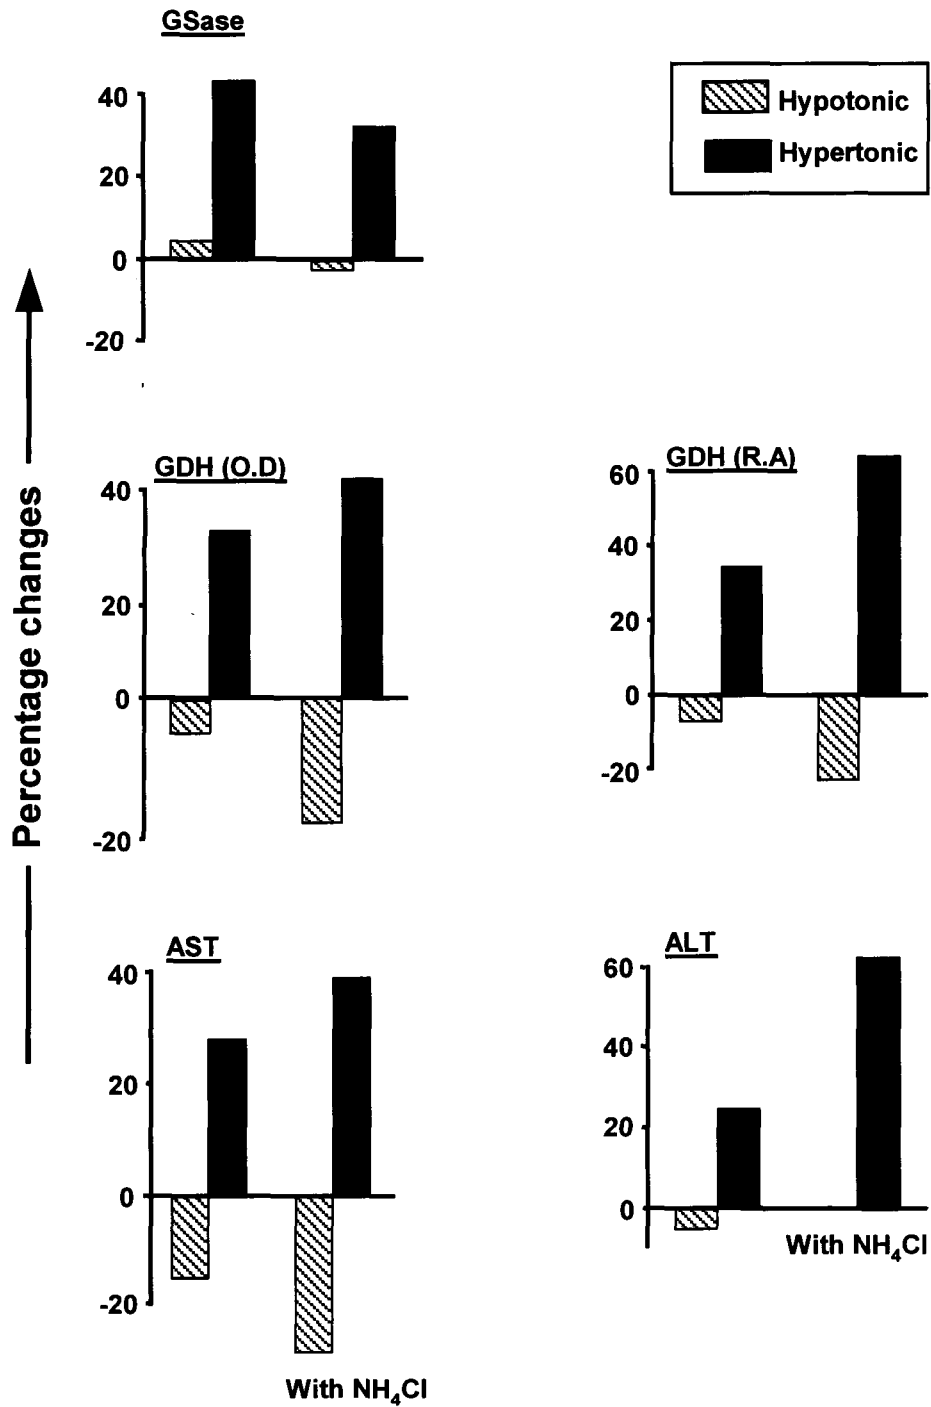 GSase
Hypotonic
Hypertonic
40
20
0
-20
Percentage changes
GDH (O.D)
40
20
0
-20
GDH (R.A)
60
40
20
0
-20
AST
40
20
0
-20
With NH₄Cl
ALT
60
40
20
0
With NH₄Cl